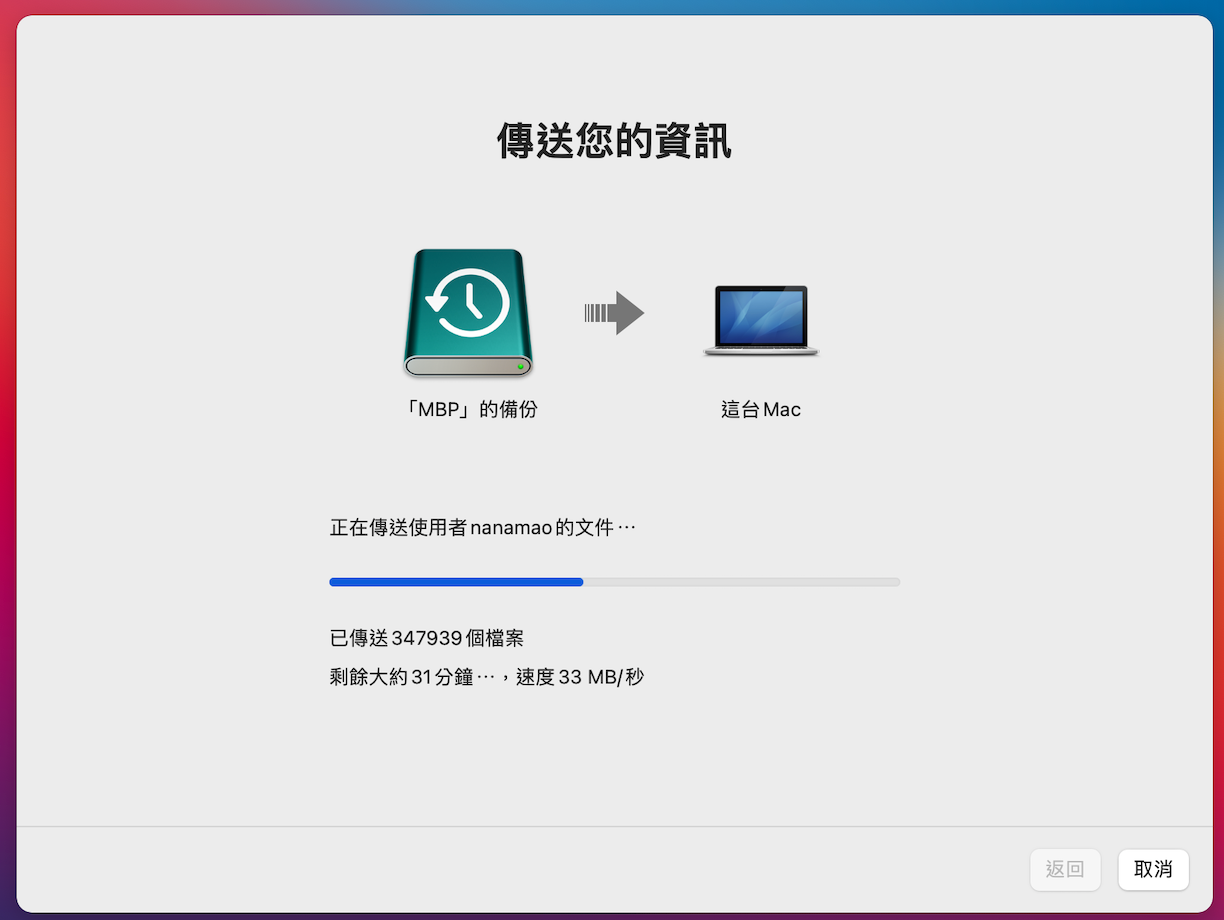 傳送您的資訊
「MBP」的備份
這台 Mac
正在傳送使用者 nanamao 的文件⋯
已傳送 347939 個檔案
剩餘大約 31 分鐘⋯，速度 33 MB/秒
返回
取消